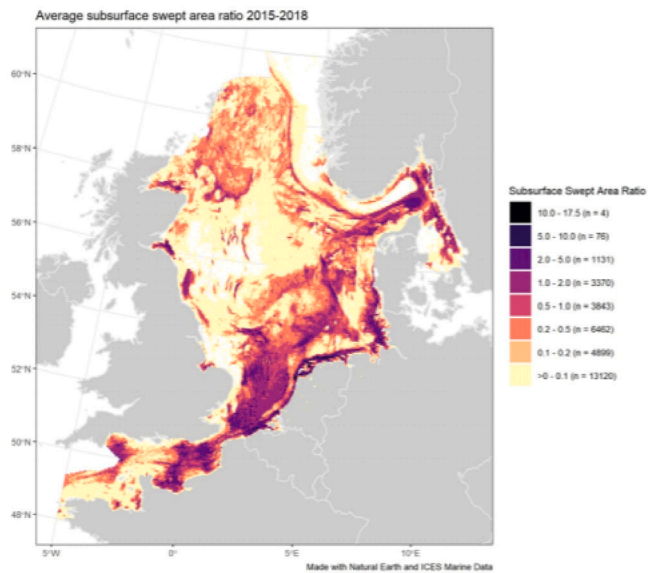 Average subsurface swept area ratio 2015-2018
60°N
58°N
56°N
54°N
52°N
50°N
48°N
5°W
0°
5°E
10°E
Subsurface Swept Area Ratio
10.0 - 17.5 (n = 4)
5.0 - 10.0 (n = 76)
2.0 - 5.0 (n = 1131)
1.0 - 2.0 (n = 3370)
0.5 - 1.0 (n = 3843)
0.2 - 0.5 (n = 6462)
0.1 - 0.2 (n = 4899)
>0 - 0.1 (n = 13120)
Made with Natural Earth and ICES Marine Data